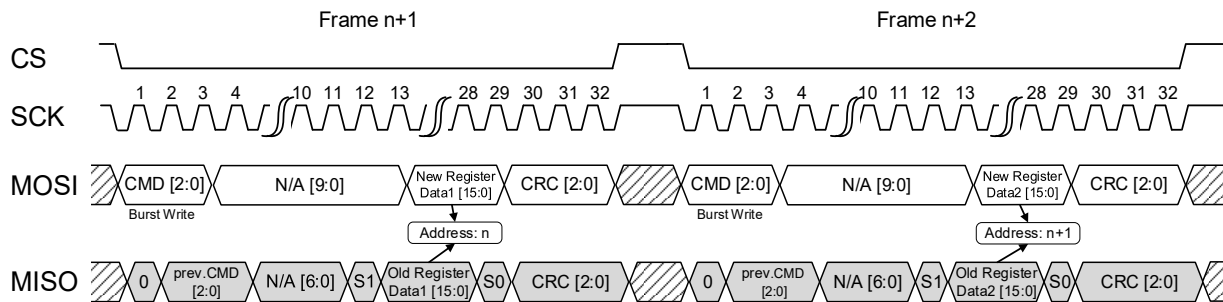 Frame n+1 Frame n+2
CS
1 2 3 4 10 11 12 13 28 29 30 31 32 1 2 3 4 10 11 12 13 28 29 30 31 32
SCK
MOSI CMD [2:0] N/A [9:0] New Register Data1 [15:0] CRC [2:0] CMD [2:0] N/A [9:0] New Register Data2 [15:0] CRC [2:0]
Burst Write Burst Write
Address: n Address: n+1
MISO 0 prev.CMD [2:0] N/A [6:0] S1 Old Register Data1 [15:0] S0 CRC [2:0] 0 prev.CMD [2:0] N/A [6:0] S1 Old Register Data2 [15:0] S0 CRC [2:0]